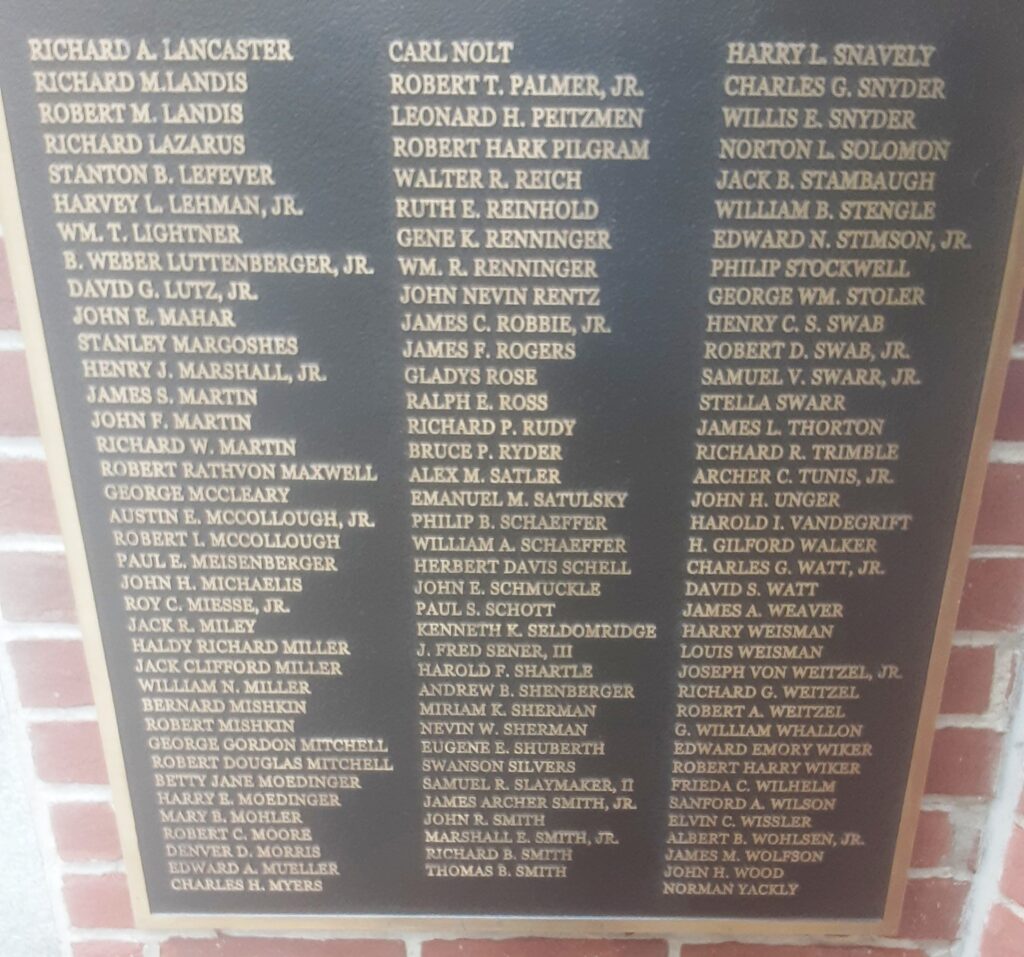 RICHARD A. LANCASTER
RICHARD M.LANDIS
ROBERT M. LANDIS
RICHARD LAZARUS
STANTON B. LEFEVER
HARVEY L. LEHMAN, JR.
WM. T. LIGHTNER
B. WEBER LUTTENBERGER, JR.
DAVID G. LUTZ, JR.
JOHN E. MAHAR
STANLEY MARGOSHES
HENRY J. MARSHALL, JR.
JAMES S. MARTIN
JOHN F. MARTIN
RICHARD W. MARTIN
ROBERT RATHVON MAXWELL
GEORGE MCCLEARY
AUSTIN E. MCCOLLOUGH, JR.
ROBERT I. MCCOLLOUGH
PAUL E. MEISENBERGER
JOHN H. MICHAELIS
ROY C. MIESSE, JR.
JACK R. MILEY
HALDY RICHARD MILLER
JACK CLIFFORD MILLER
WILLIAM N. MILLER
BERNARD MISHKIN
ROBERT MISHKIN
GEORGE GORDON MITCHELL
ROBERT DOUGLAS MITCHELL
BETTY JANE MOEDINGER
HARRY E. MOEDINGER
MARY B. MOHLER
ROBERT C. MOORE
DENVER D. MORRIS
EDWARD A. MUELLER
CHARLES H. MYERS
CARL NOLT
ROBERT T. PALMER, JR.
LEONARD H. PEITZMEN
ROBERT HARK PILGRAM
WALTER R. REICH
RUTH E. REINHOLD
GENE K. RENNINGER
WM. R. RENNINGER
JOHN NEVIN RENTZ
JAMES C. ROBBIE, JR.
JAMES F. ROGERS
GLADYS ROSE
RALPH E. ROSS
RICHARD P. RUDY
BRUCE P. RYDER
ALEX M. SATLER
EMANUEL M. SATULSKY
PHILIP B. SCHAEFFER
WILLIAM A. SCHAEFFER
HERBERT DAVIS SCHELL
JOHN E. SCHMUCKLE
PAUL S. SCHOTT
KENNETH K. SELDOMRIDGE
J. FRED SENER, III
HAROLD F. SHARTLE
ANDREW B. SHENBERGER
MIRIAM K. SHERMAN
NEVIN W. SHERMAN
EUGENE E. SHUBERTH
SWANSON SILVERS
SAMUEL R. SLAYMAKER, II
JAMES ARCHER SMITH, JR.
JOHN R. SMITH
MARSHALL E. SMITH, JR.
RICHARD B. SMITH
THOMAS B. SMITH
HARRY L. SNAVELY
CHARLES G. SNYDER
WILLIS E. SNYDER
NORTON L. SOLOMON
JACK B. STAMBAUGH
WILLIAM B. STENGLE
EDWARD N. STIMSON, JR.
PHILIP STOCKWELL
GEORGE WM. STOLER
HENRY C. S. SWAB
ROBERT D. SWAB, JR.
SAMUEL V. SWARR, JR.
STELLA SWARR
JAMES L. THORTON
RICHARD R. TRIMBLE
ARCHER C. TUNIS, JR.
JOHN H. UNGER
HAROLD I. VANDEGRIFT
H. GILFORD WALKER
CHARLES G. WATT, JR.
DAVID S. WATT
JAMES A. WEAVER
HARRY WEISMAN
LOUIS WEISMAN
JOSEPH VON WEITZEL, JR.
RICHARD G. WEITZEL
ROBERT A. WEITZEL
G. WILLIAM WHALLON
EDWARD EMORY WIKER
ROBERT HARRY WIKER
FRIEDA C. WILHELM
SANFORD A. WILSON
ELVIN C. WISSLER
ALBERT B. WOHLSEN, JR.
JAMES M. WOLFSON
JOHN H. WOOD
NORMAN YACKLY